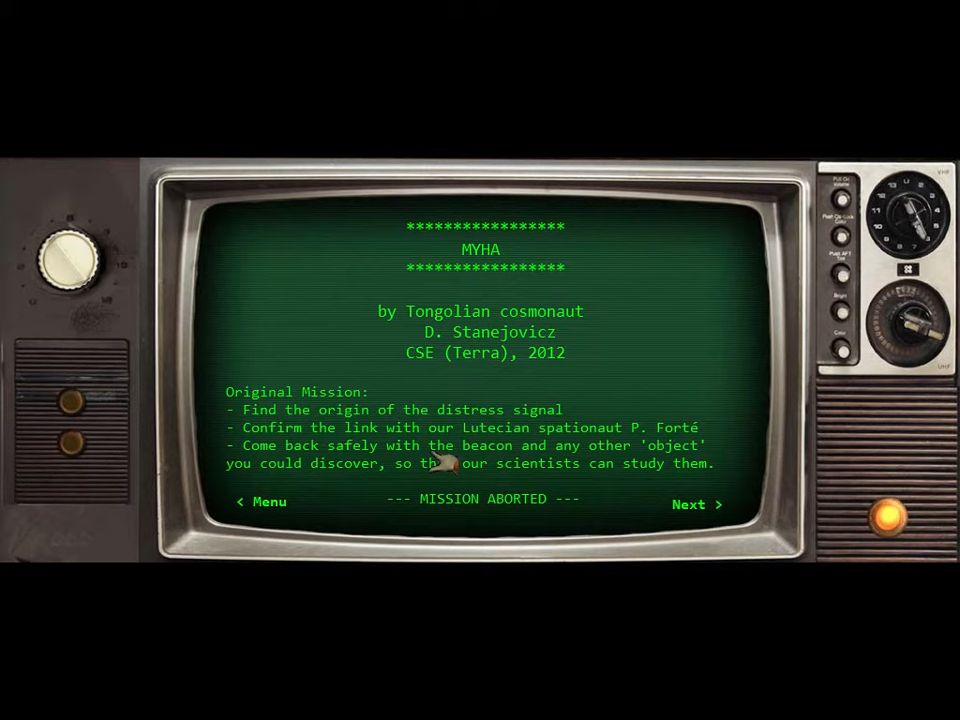 *****************
MYHA
*****************
by Tongolian cosmonaut
D. Stanejovicz
CSE (Terra), 2012
Original Mission:
- Find the origin of the distress signal
- Confirm the link with our Lutecian spationaut P. Forté
- Come back safely with the beacon and any other 'object'
you could discover, so our scientists can study them.
--- MISSION ABORTED ---
< Menu
Next >